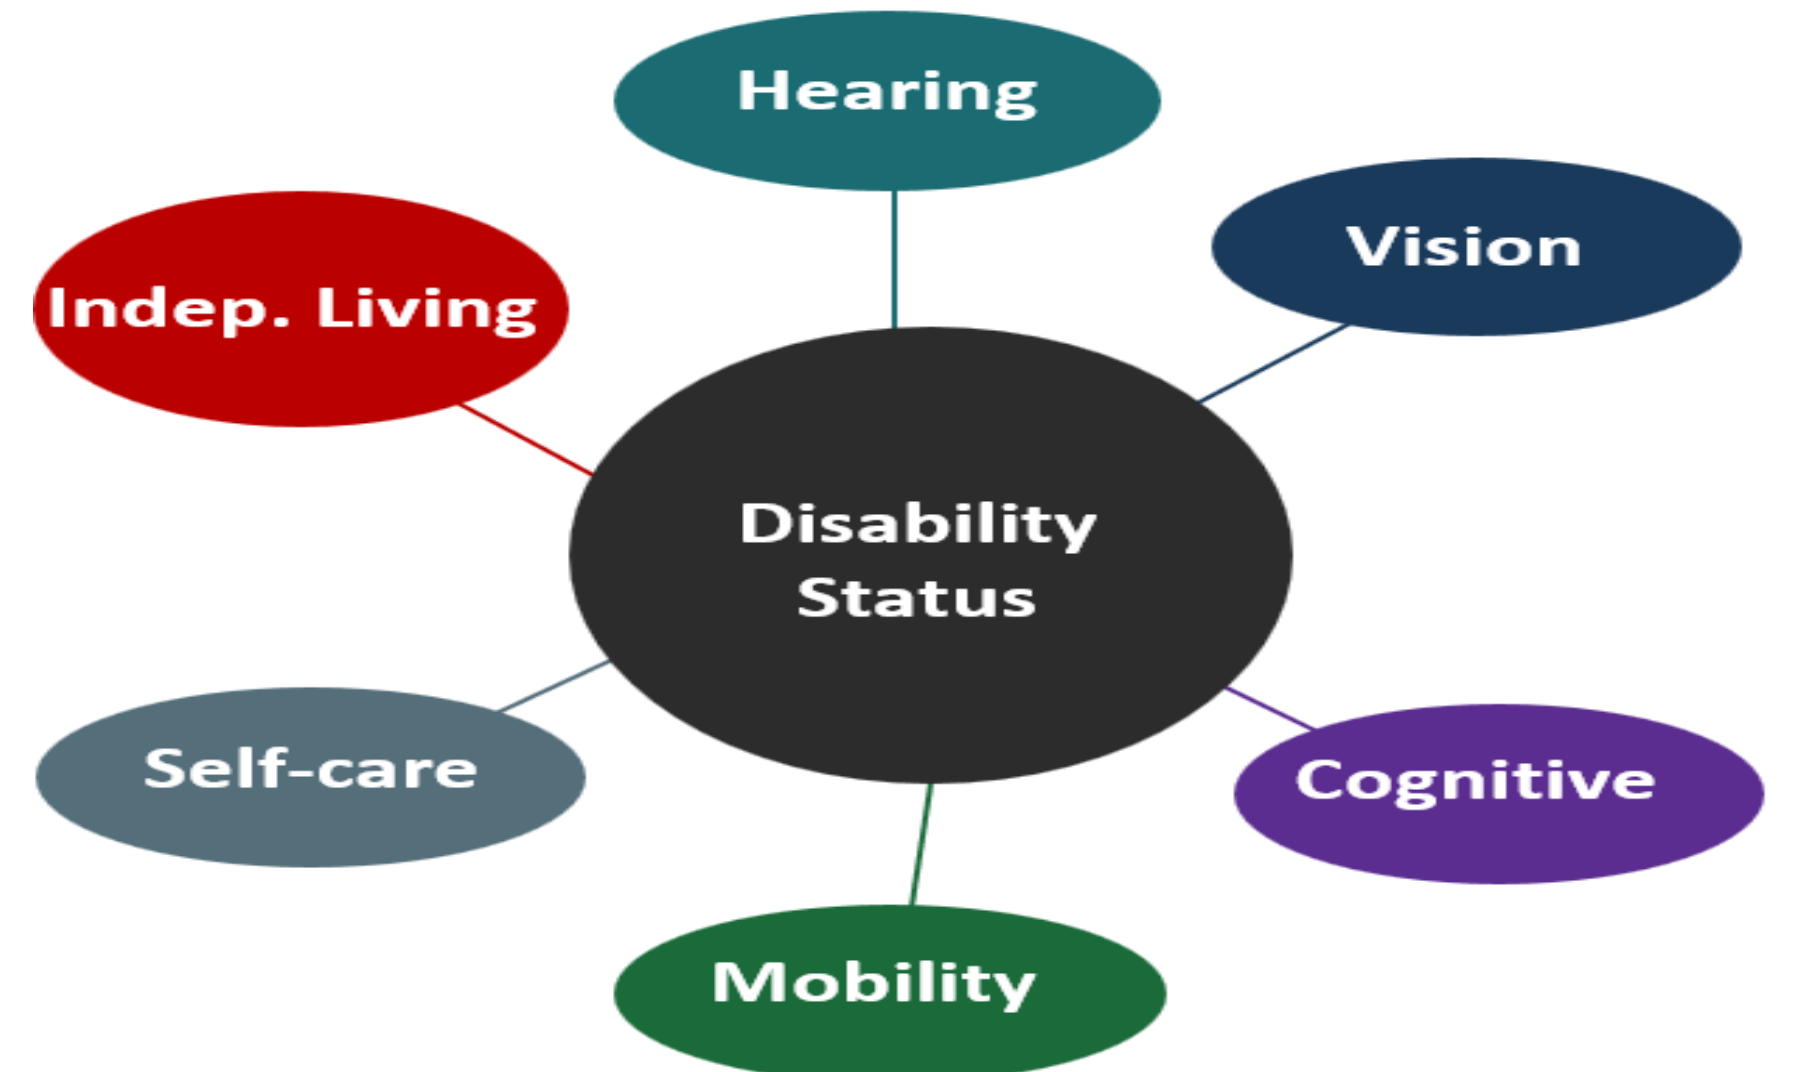 Hearing
Vision
Indep. Living
Disability
Status
Self-care
Cognitive
Mobility